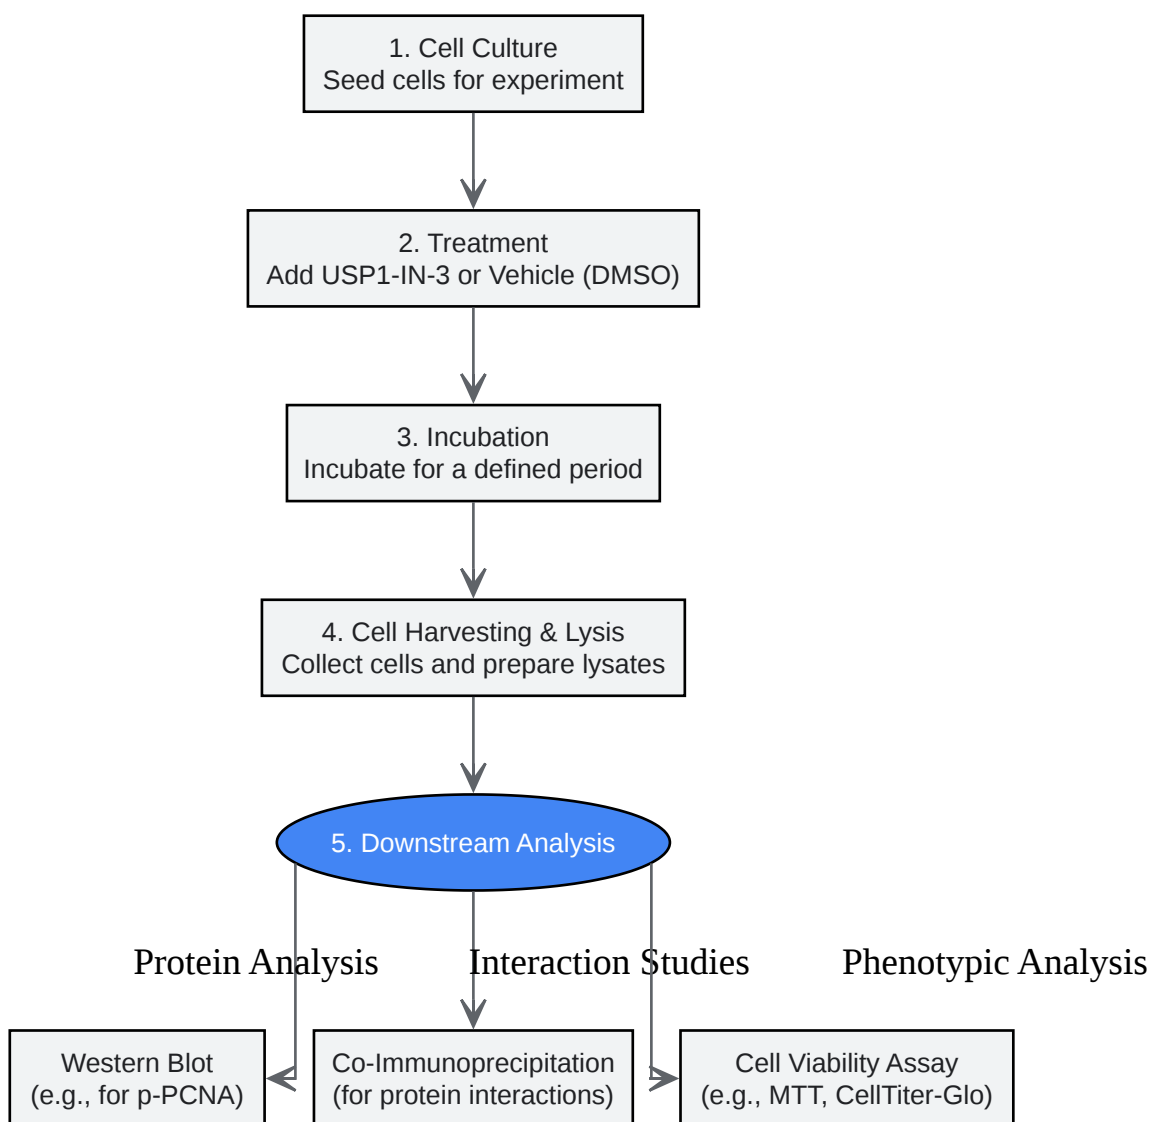 1. Cell Culture
Seed cells for experiment
2. Treatment
Add USP1-IN-3 or Vehicle (DMSO)
3. Incubation
Incubate for a defined period
4. Cell Harvesting & Lysis
Collect cells and prepare lysates
5. Downstream Analysis
Protein Analysis
Interaction Studies
Phenotypic Analysis
Western Blot
(e.g., for p-PCNA)
Co-Immunoprecipitation
(for protein interactions)
Cell Viability Assay
(e.g., MTT, CellTiter-Glo)